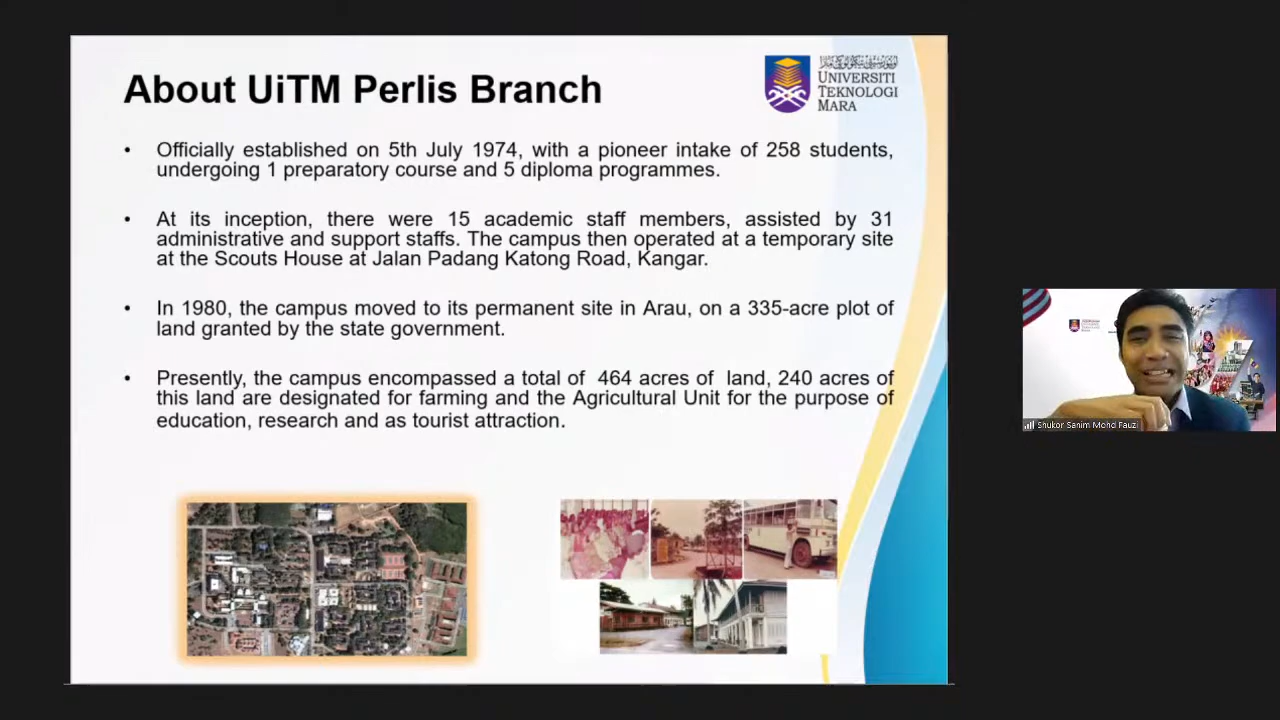 About UiTM Perlis Branch
UNIVERSITI
TEKNOLOGI
MARA
• Officially established on 5th July 1974, with a pioneer intake of 258 students,
undergoing 1 preparatory course and 5 diploma programmes.
• At its inception, there were 15 academic staff members, assisted by 31
administrative and support staffs. The campus then operated at a temporary site
at the Scouts House at Jalan Padang Katong Road, Kangar.
• In 1980, the campus moved to its permanent site in Arau, on a 335-acre plot of
land granted by the state government.
• Presently, the campus encompassed a total of 464 acres of land, 240 acres of
this land are designated for farming and the Agricultural Unit for the purpose of
education, research and as tourist attraction.
Shukor Sanim Mohd Fauzi